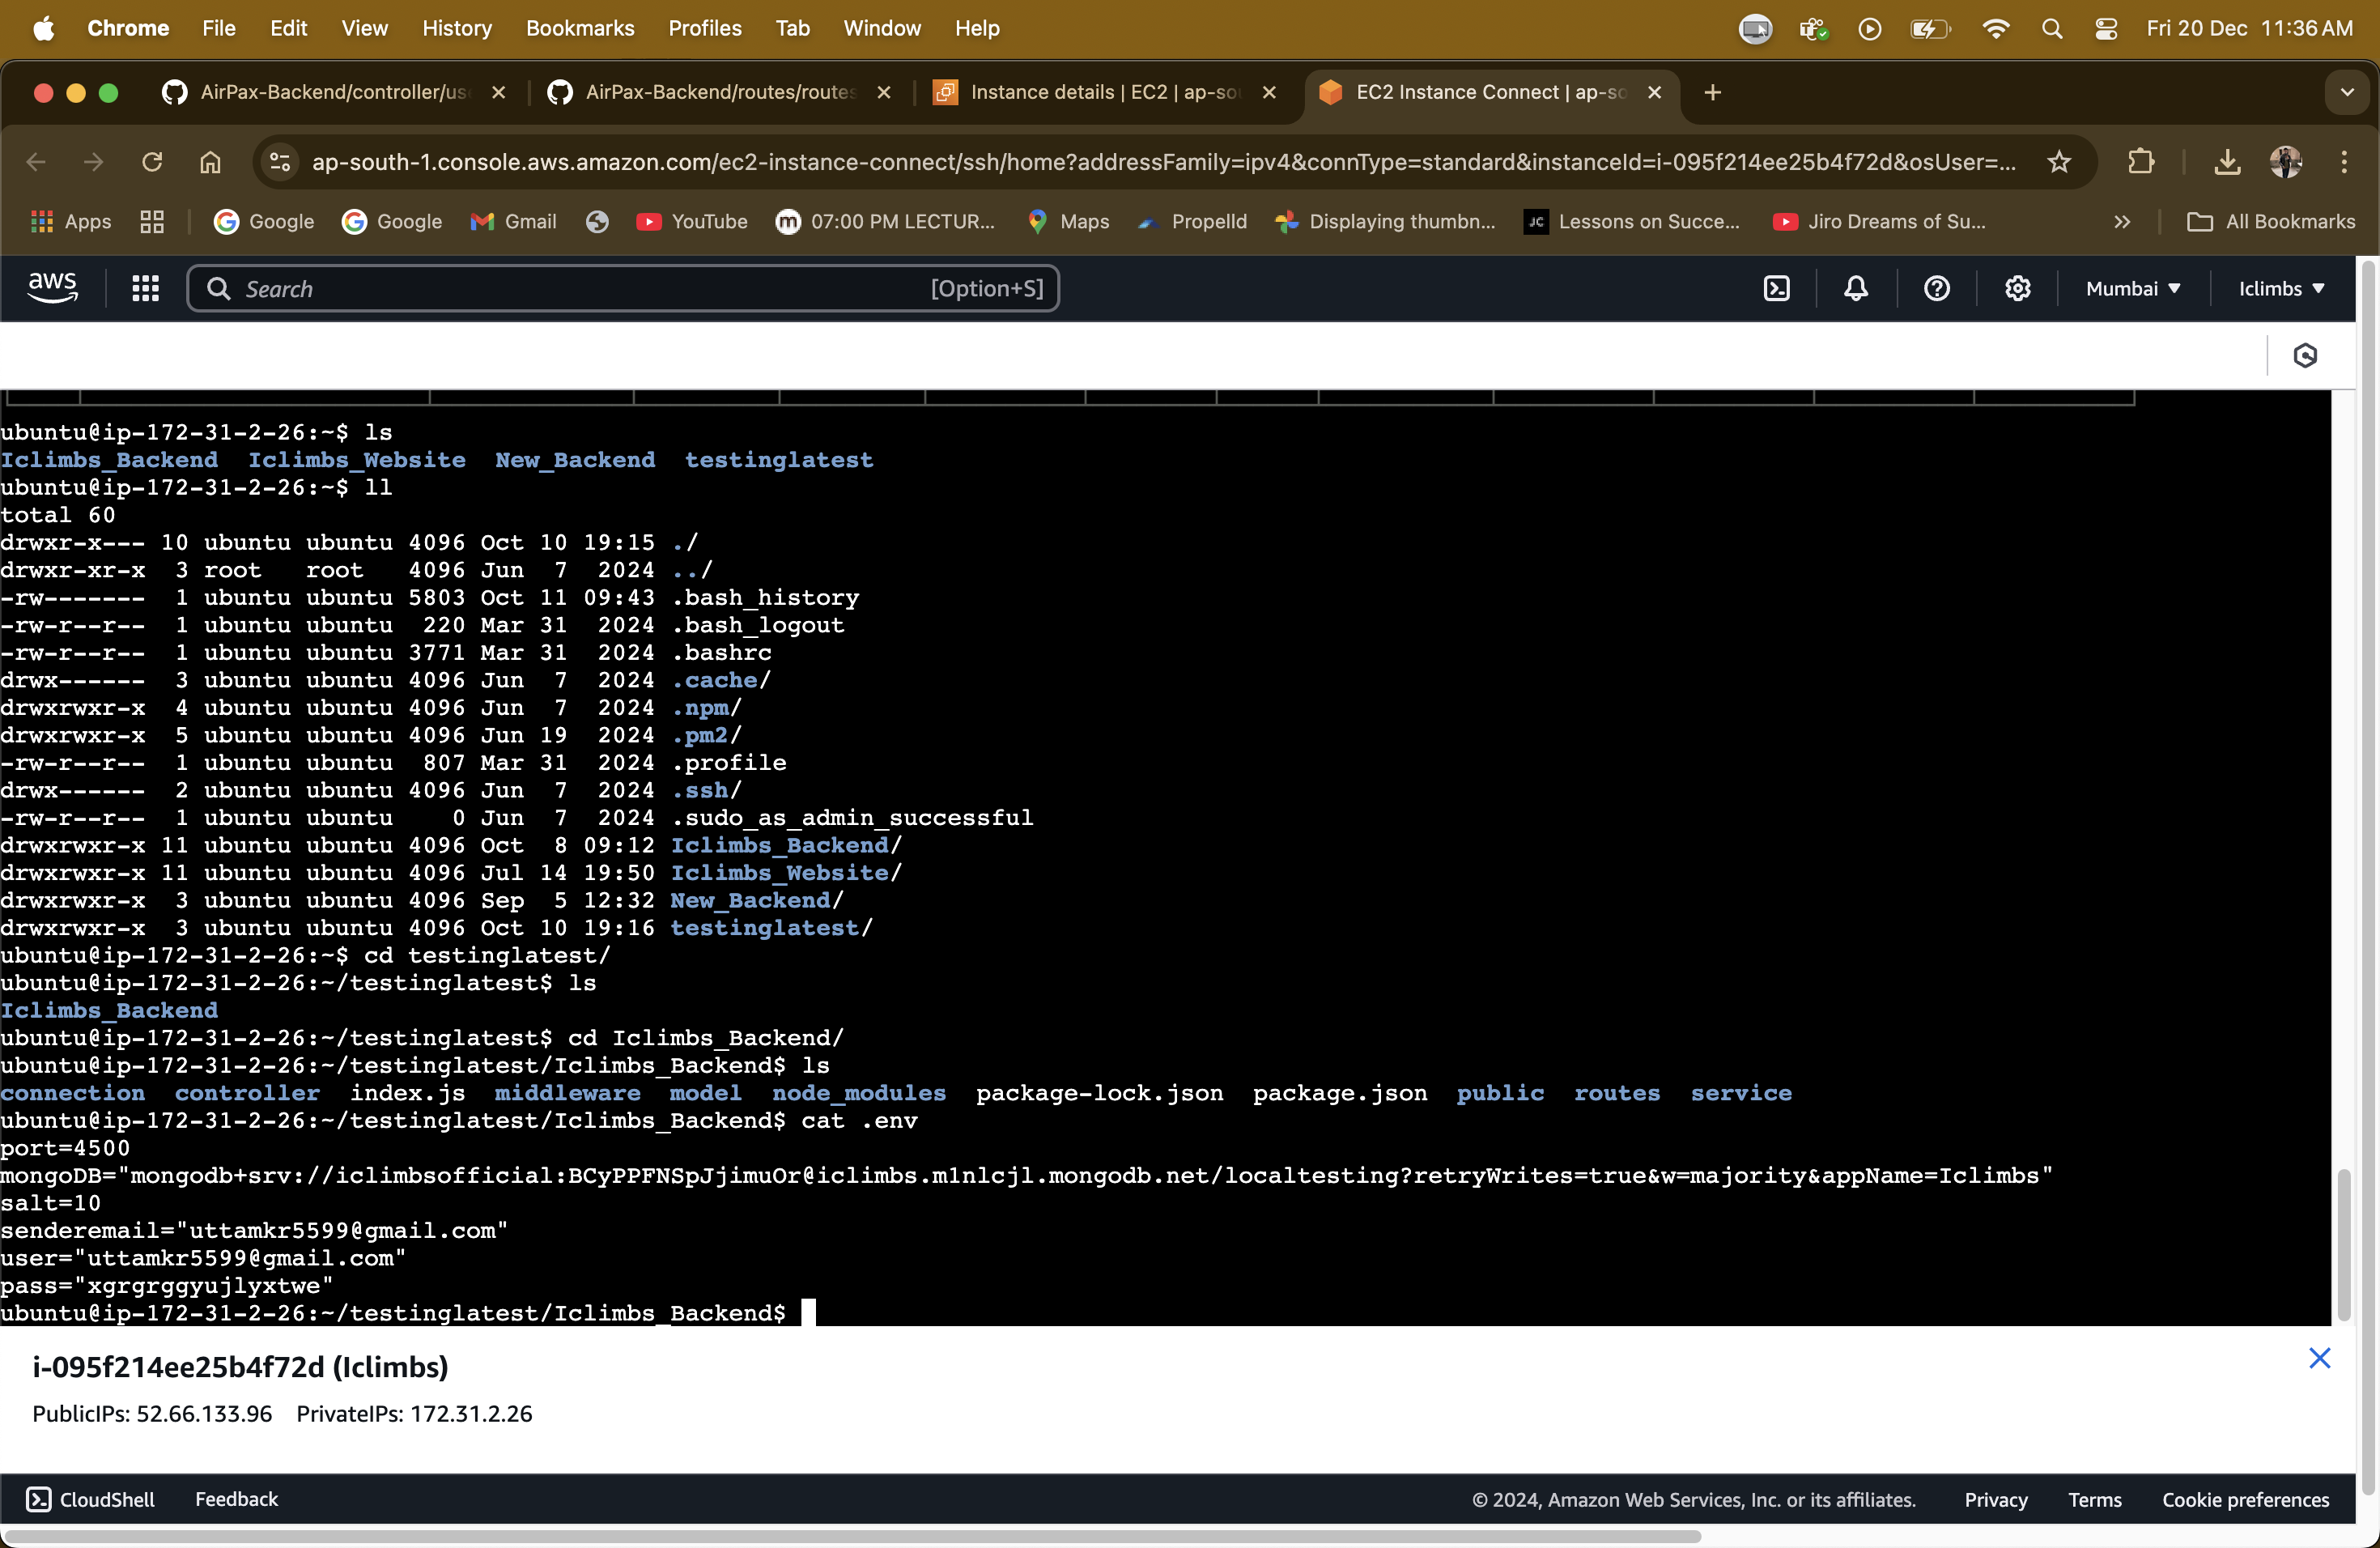 Chrome File Edit View History Bookmarks Profiles Tab Window Help Fri 20 Dec 11:36 AM
AirPax-Backend/controller/us AirPax-Backend/routes/routes Instance details | EC2 | ap-so EC2 Instance Connect | ap-so
ap-south-1.console.aws.amazon.com/ec2-instance-connect/ssh/home?addressFamily=ipv4&connType=standard&instanceId=i-095f214ee25b4f72d&osUser=...
Apps Google Google Gmail YouTube 07:00 PM LECTUR... Maps Propelld Displaying thumbn... JC Lessons on Succe... Jiro Dreams of Su... All Bookmarks
aws Search [Option+S] Mumbai Iclimbs
ubuntu@ip-172-31-2-26:~$ ls
Iclimbs_Backend Iclimbs_Website New_Backend testinglatest
ubuntu@ip-172-31-2-26:~$ ll
total 60
drwxr-x--- 10 ubuntu ubuntu 4096 Oct 10 19:15 ./
drwxr-xr-x 3 root root 4096 Jun 7 2024 ../
-rw------- 1 ubuntu ubuntu 5803 Oct 11 09:43 .bash_history
-rw-r--r-- 1 ubuntu ubuntu 220 Mar 31 2024 .bash_logout
-rw-r--r-- 1 ubuntu ubuntu 3771 Mar 31 2024 .bashrc
drwx------ 3 ubuntu ubuntu 4096 Jun 7 2024 .cache/
drwxrwxr-x 4 ubuntu ubuntu 4096 Jun 7 2024 .npm/
drwxrwxr-x 5 ubuntu ubuntu 4096 Jun 19 2024 .pm2/
-rw-r--r-- 1 ubuntu ubuntu 807 Mar 31 2024 .profile
drwx------ 2 ubuntu ubuntu 4096 Jun 7 2024 .ssh/
-rw-r--r-- 1 ubuntu ubuntu 0 Jun 7 2024 .sudo_as_admin_successful
drwxrwxr-x 11 ubuntu ubuntu 4096 Oct 8 09:12 Iclimbs_Backend/
drwxrwxr-x 11 ubuntu ubuntu 4096 Jul 14 19:50 Iclimbs_Website/
drwxrwxr-x 3 ubuntu ubuntu 4096 Sep 5 12:32 New_Backend/
drwxrwxr-x 3 ubuntu ubuntu 4096 Oct 10 19:16 testinglatest/
ubuntu@ip-172-31-2-26:~$ cd testinglatest/
ubuntu@ip-172-31-2-26:~/testinglatest$ ls
Iclimbs_Backend
ubuntu@ip-172-31-2-26:~/testinglatest$ cd Iclimbs_Backend/
ubuntu@ip-172-31-2-26:~/testinglatest/Iclimbs_Backend$ ls
connection controller index.js middleware model node_modules package-lock.json package.json public routes service
ubuntu@ip-172-31-2-26:~/testinglatest/Iclimbs_Backend$ cat .env
port=4500
mongoDB="mongodb+srv://iclimbsofficial:BCyPPFNSpJjimuOr@iclimbs.m1nlcjl.mongodb.net/localtesting?retryWrites=true&w=majority&appName=Iclimbs"
salt=10
senderemail="uttamkr5599@gmail.com"
user="uttamkr5599@gmail.com"
pass="xgrgrggyujlyxtwe"
ubuntu@ip-172-31-2-26:~/testinglatest/Iclimbs_Backend$
i-095f214ee25b4f72d (Iclimbs)
PublicIPs: 52.66.133.96 PrivateIPs: 172.31.2.26
CloudShell Feedback © 2024, Amazon Web Services, Inc. or its affiliates. Privacy Terms Cookie preferences